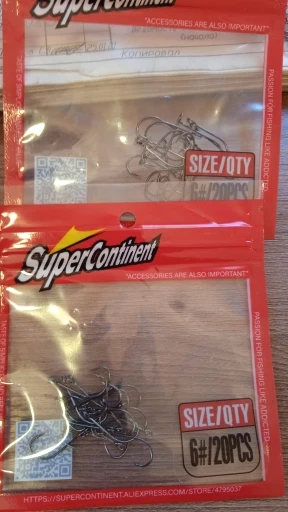 SuperContinent
"ACCESSORIES ARE ALSO IMPORTANT"
Копировал
PASSION FOR FISHING LIKE ADDICTED
SIZE/QTY
6#/20PCS
SuperContinent
"ACCESSORIES ARE ALSO IMPORTANT"
PASSION FOR FISHING LIKE ADDICTED
SIZE/QTY
6#/20PCS
HTTPS://SUPERCONTINENT.ALIEXPRESS.COM/STORE/4795037